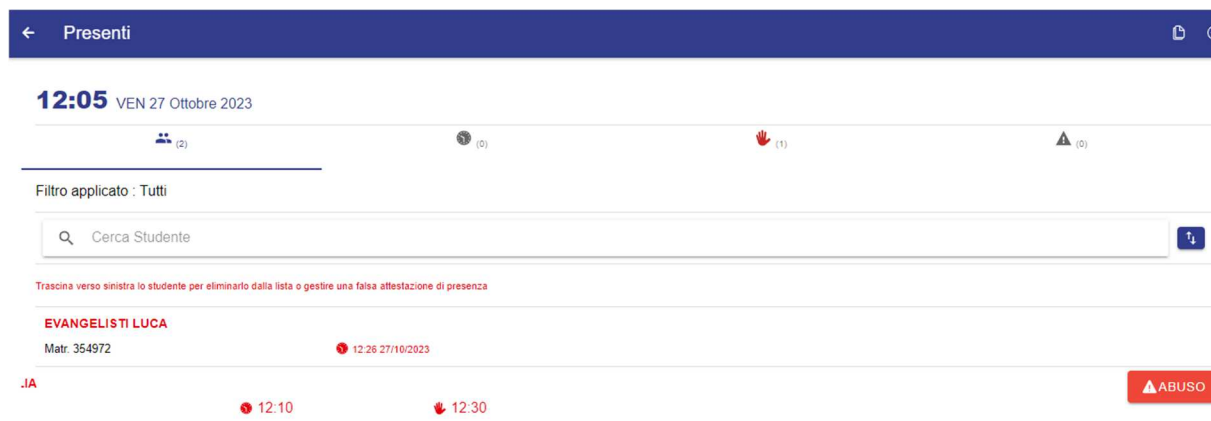 Presenti
12:05 VEN 27 Ottobre 2023
(2) (0) (1) (0)
Filtro applicato : Tutti
Cerca Studente
Trascina verso sinistra lo studente per eliminarlo dalla lista o gestire una falsa attestazione di presenza
EVANGELISTI LUCA
Matr. 354972 12:26 27/10/2023
.IA
ABUSO
12:10 12:30